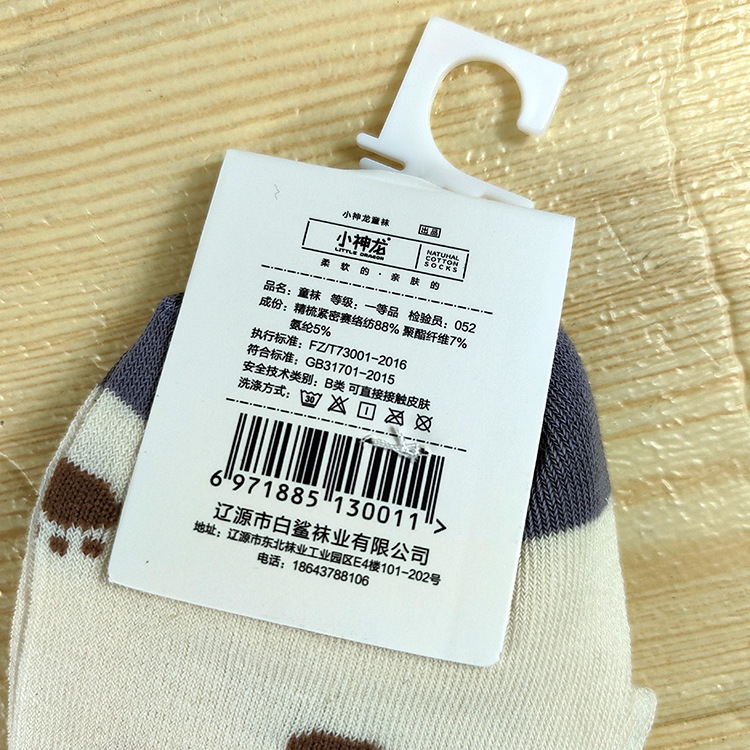 小神龙童袜 出品
小神龙®
LITTLE DRAGON
NATUHAL
COTTON
SOCKS
柔软的·亲肤的
品名：童袜 等级：一等品 检验员：052
成份：精梳紧密赛络纺88% 聚酯纤维7%
氨纶5%
执行标准：FZ/T73001-2016
符合标准：GB31701-2015
安全技术类别：B类 可直接接触皮肤
洗涤方式：30
6 971885 130011 >
辽源市白鲨袜业有限公司
地址：辽源市东北袜业工业园区E4楼101-202号
电话：18643788106